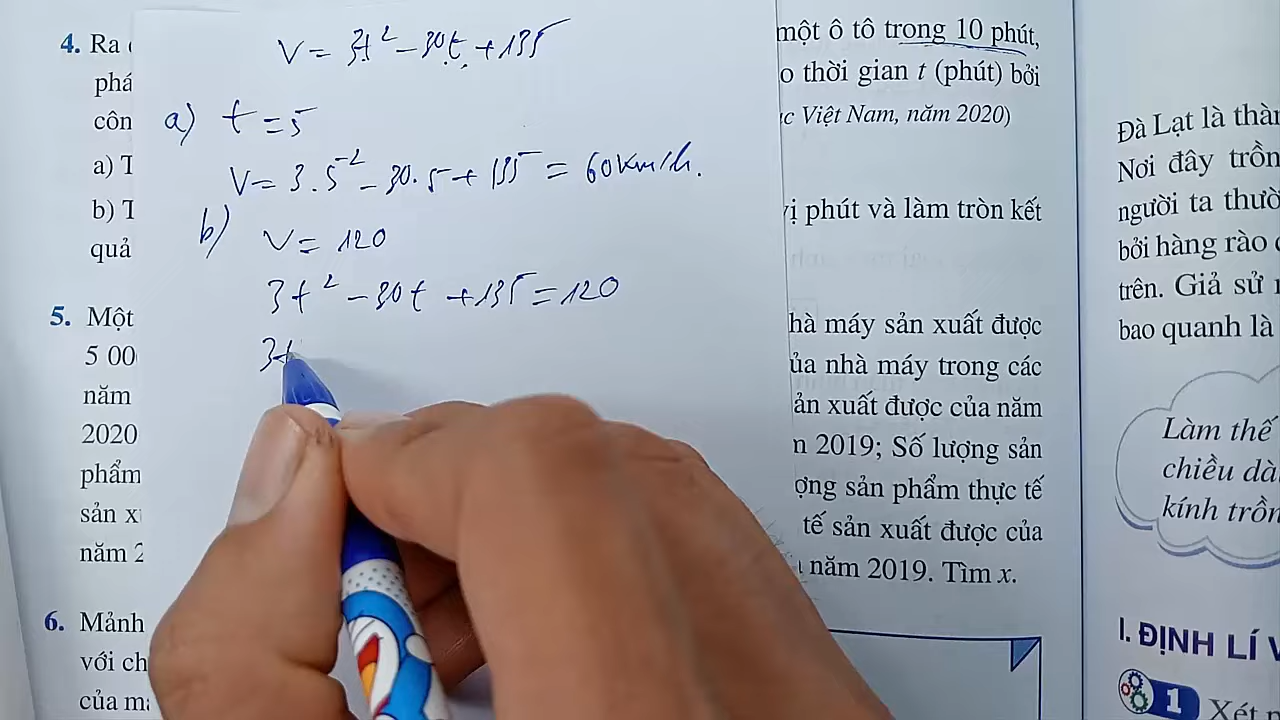 4. Ra
phá
côn
a) T
b) T
quả
5. Một
5 00
năm
2020
phẩm
sản x
năm 2
6. Mảnh
với ch
của m
V = 3t² - 30t + 135
a) t = 5
V = 3.5² - 30.5 + 135 = 60km/h.
b) V = 120
3t² - 30t + 135 = 120
3t
một ô tô trong 10 phút,
o thời gian t (phút) bởi
c Việt Nam, năm 2020)
vị phút và làm tròn kết
hà máy sản xuất được
ủa nhà máy trong các
ản xuất được của năm
n 2019; Số lượng sản
ợng sản phẩm thực tế
tế sản xuất được của
năm 2019. Tìm x.
Đà Lạt là thàn
Nơi đây trồn
người ta thườ
bởi hàng rào
trên. Giả sử
bao quanh là
Làm thế
chiều dà
kính trồn
I. ĐỊNH LÍ V
1 Xét